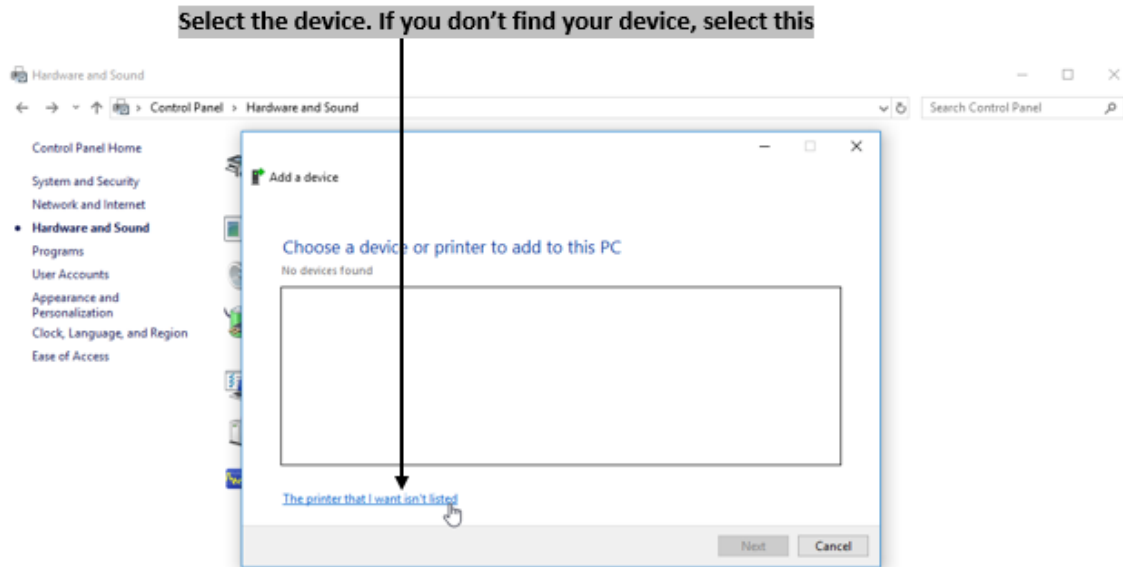 Select the device. If you don’t find your device, select this
Hardware and Sound
Control Panel > Hardware and Sound
Search Control Panel
Control Panel Home
System and Security
Network and Internet
Hardware and Sound
Programs
User Accounts
Appearance and
Personalization
Clock, Language, and Region
Ease of Access
Add a device
Choose a device or printer to add to this PC
No devices found
The printer that I want isn't listed
Next
Cancel